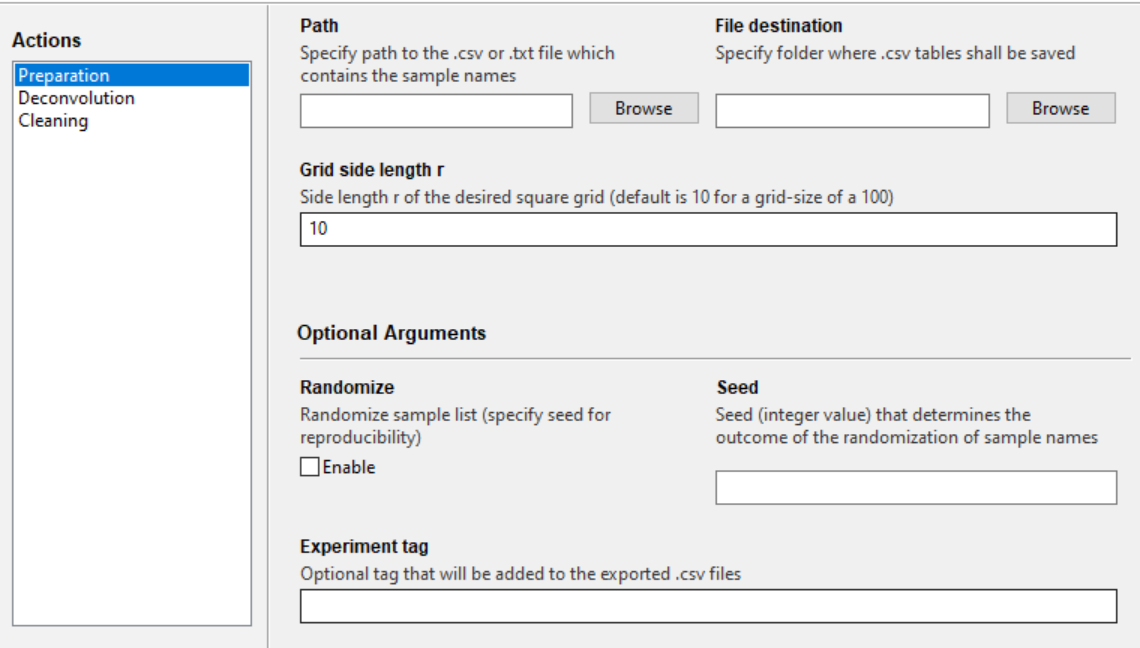 Actions
Preparation
Deconvolution
Cleaning
Path
Specify path to the .csv or .txt file which
contains the sample names
Browse
File destination
Specify folder where .csv tables shall be saved
Browse
Grid side length r
Side length r of the desired square grid (default is 10 for a grid-size of a 100)
10
Optional Arguments
Randomize
Randomize sample list (specify seed for
reproducibility)
Enable
Seed
Seed (integer value) that determines the
outcome of the randomization of sample names
Experiment tag
Optional tag that will be added to the exported .csv files